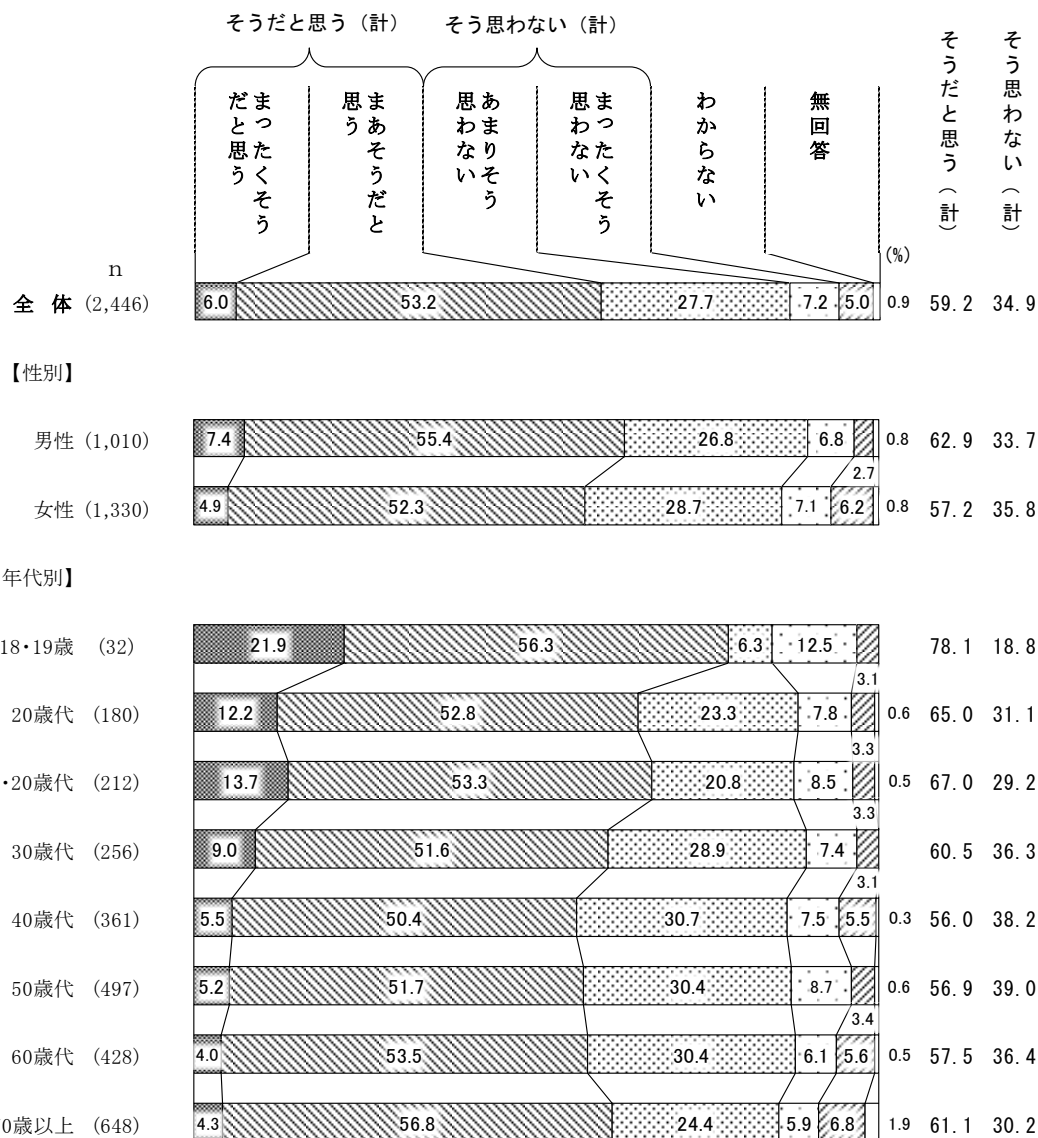 そうだと思う（計）　そう思わない（計）
まったくそうだと思う
まあそうだと思う
あまりそう思わない
まったくそう思わない
わからない
無回答
そうだと思う（計）
そう思わない（計）
(%)
n
全 体 (2,446) 6.0 53.2 27.7 7.2 5.0 0.9 59.2 34.9
【性別】
男性 (1,010) 7.4 55.4 26.8 6.8 2.7 0.8 62.9 33.7
女性 (1,330) 4.9 52.3 28.7 7.1 6.2 0.8 57.2 35.8
年代別】
18・19歳 (32) 21.9 56.3 6.3 12.5 3.1 78.1 18.8
20歳代 (180) 12.2 52.8 23.3 7.8 3.3 0.6 65.0 31.1
・20歳代 (212) 13.7 53.3 20.8 8.5 3.3 0.5 67.0 29.2
30歳代 (256) 9.0 51.6 28.9 7.4 3.1 60.5 36.3
40歳代 (361) 5.5 50.4 30.7 7.5 5.5 0.3 56.0 38.2
50歳代 (497) 5.2 51.7 30.4 8.7 3.4 0.6 56.9 39.0
60歳代 (428) 4.0 53.5 30.4 6.1 5.6 0.5 57.5 36.4
0歳以上 (648) 4.3 56.8 24.4 5.9 6.8 1.9 61.1 30.2